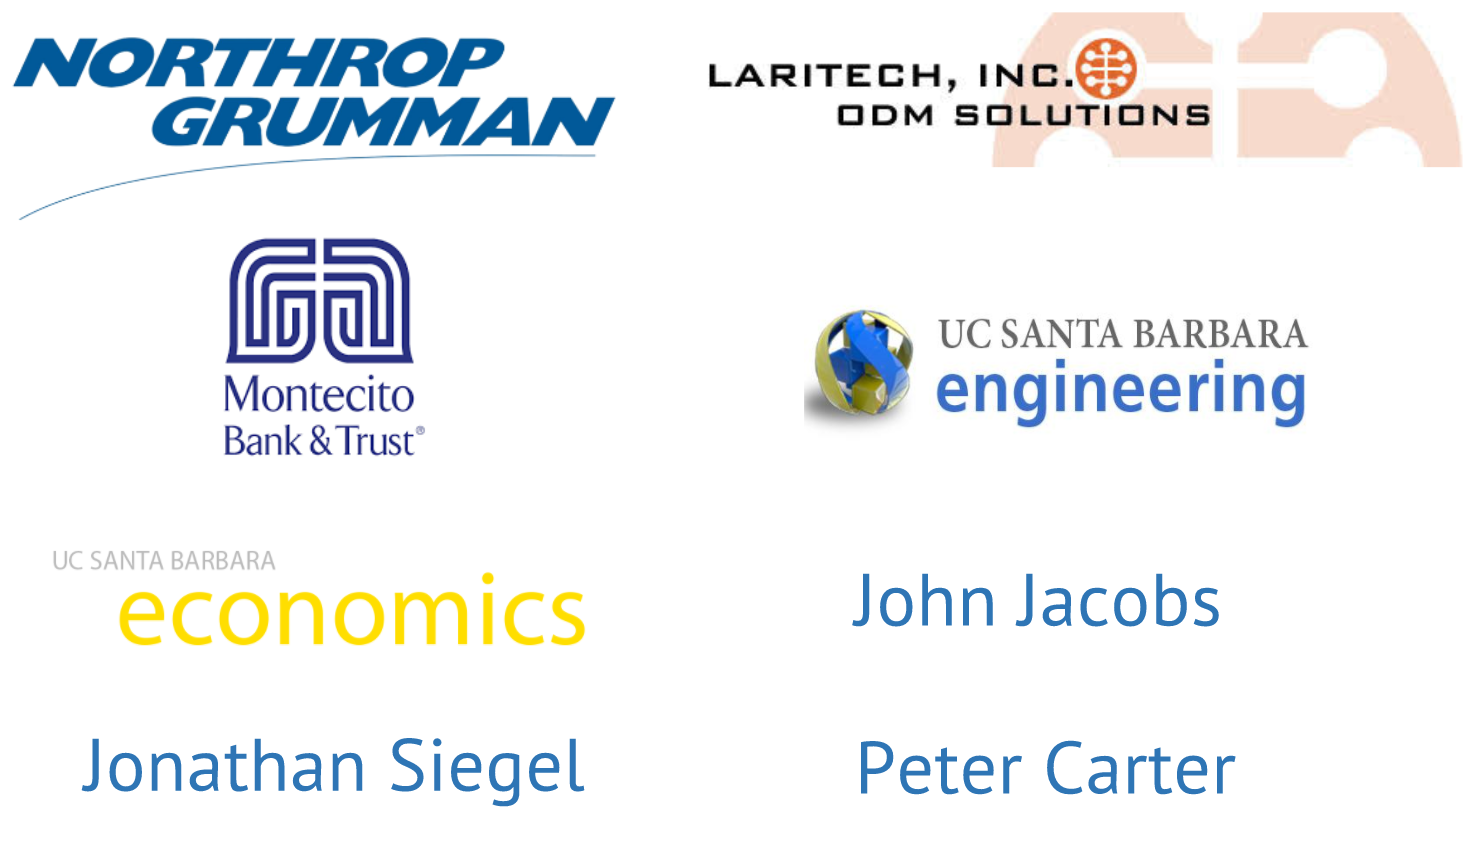 NORTHROP
GRUMMAN
LARITECH, INC.
ODM SOLUTIONS
Montecito
Bank & Trust®
UC SANTA BARBARA
engineering
UC SANTA BARBARA
economics
John Jacobs
Jonathan Siegel
Peter Carter